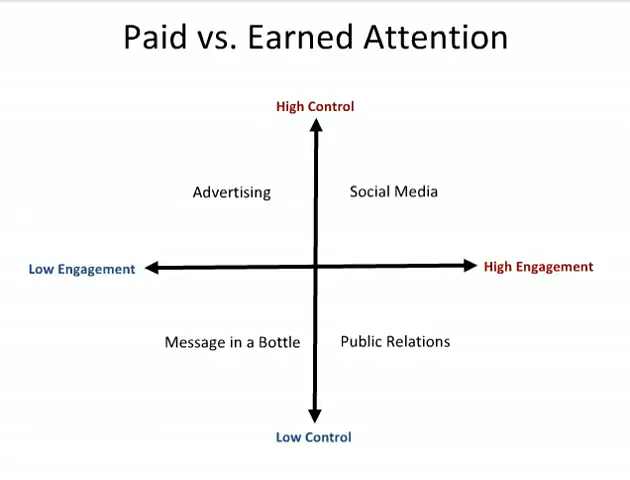 Paid vs. Earned Attention
High Control
Advertising
Social Media
Low Engagement
High Engagement
Message in a Bottle
Public Relations
Low Control